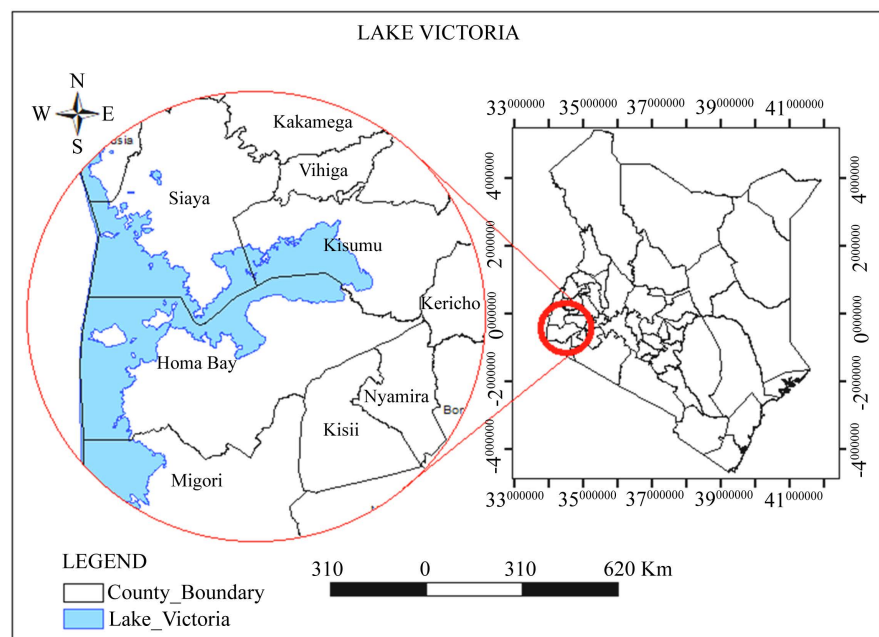 LAKE VICTORIA
N
W E
S
33000000 35000000 37000000 39000000 41000000
Kakamega
Vihiga
Siaya
Kisumu
Kericho
Homa Bay
Nyamira
Kisii
Migori
4000000
2000000
0000000
-2000000
-4000000
4000000
2000000
0000000
-2000000
-4000000
33000000 35000000 37000000 39000000 41000000
LEGEND
County_Boundary
Lake_Victoria
310 0 310 620 Km